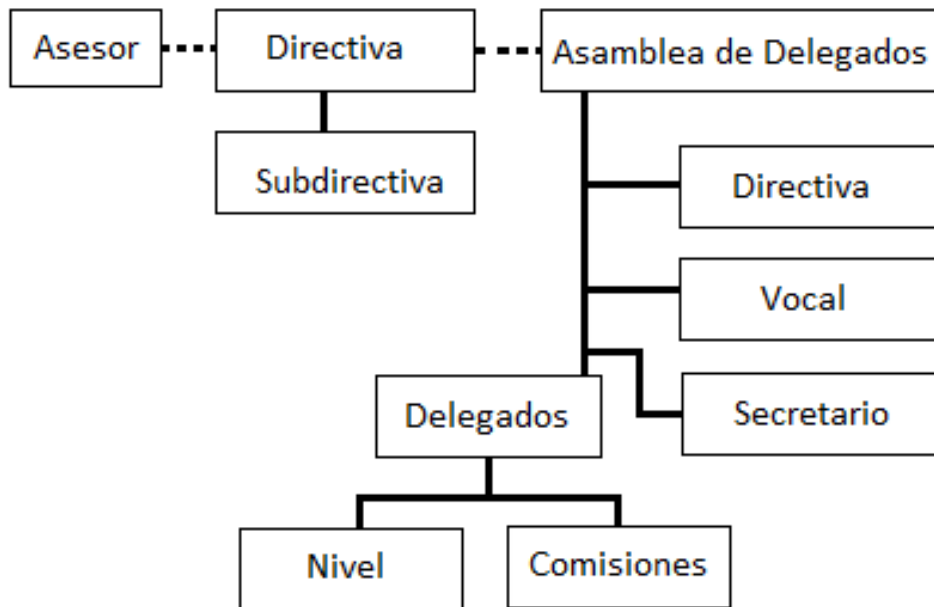 Asesor
Directiva
Asamblea de Delegados
Subdirectiva
Directiva
Vocal
Secretario
Delegados
Nivel
Comisiones